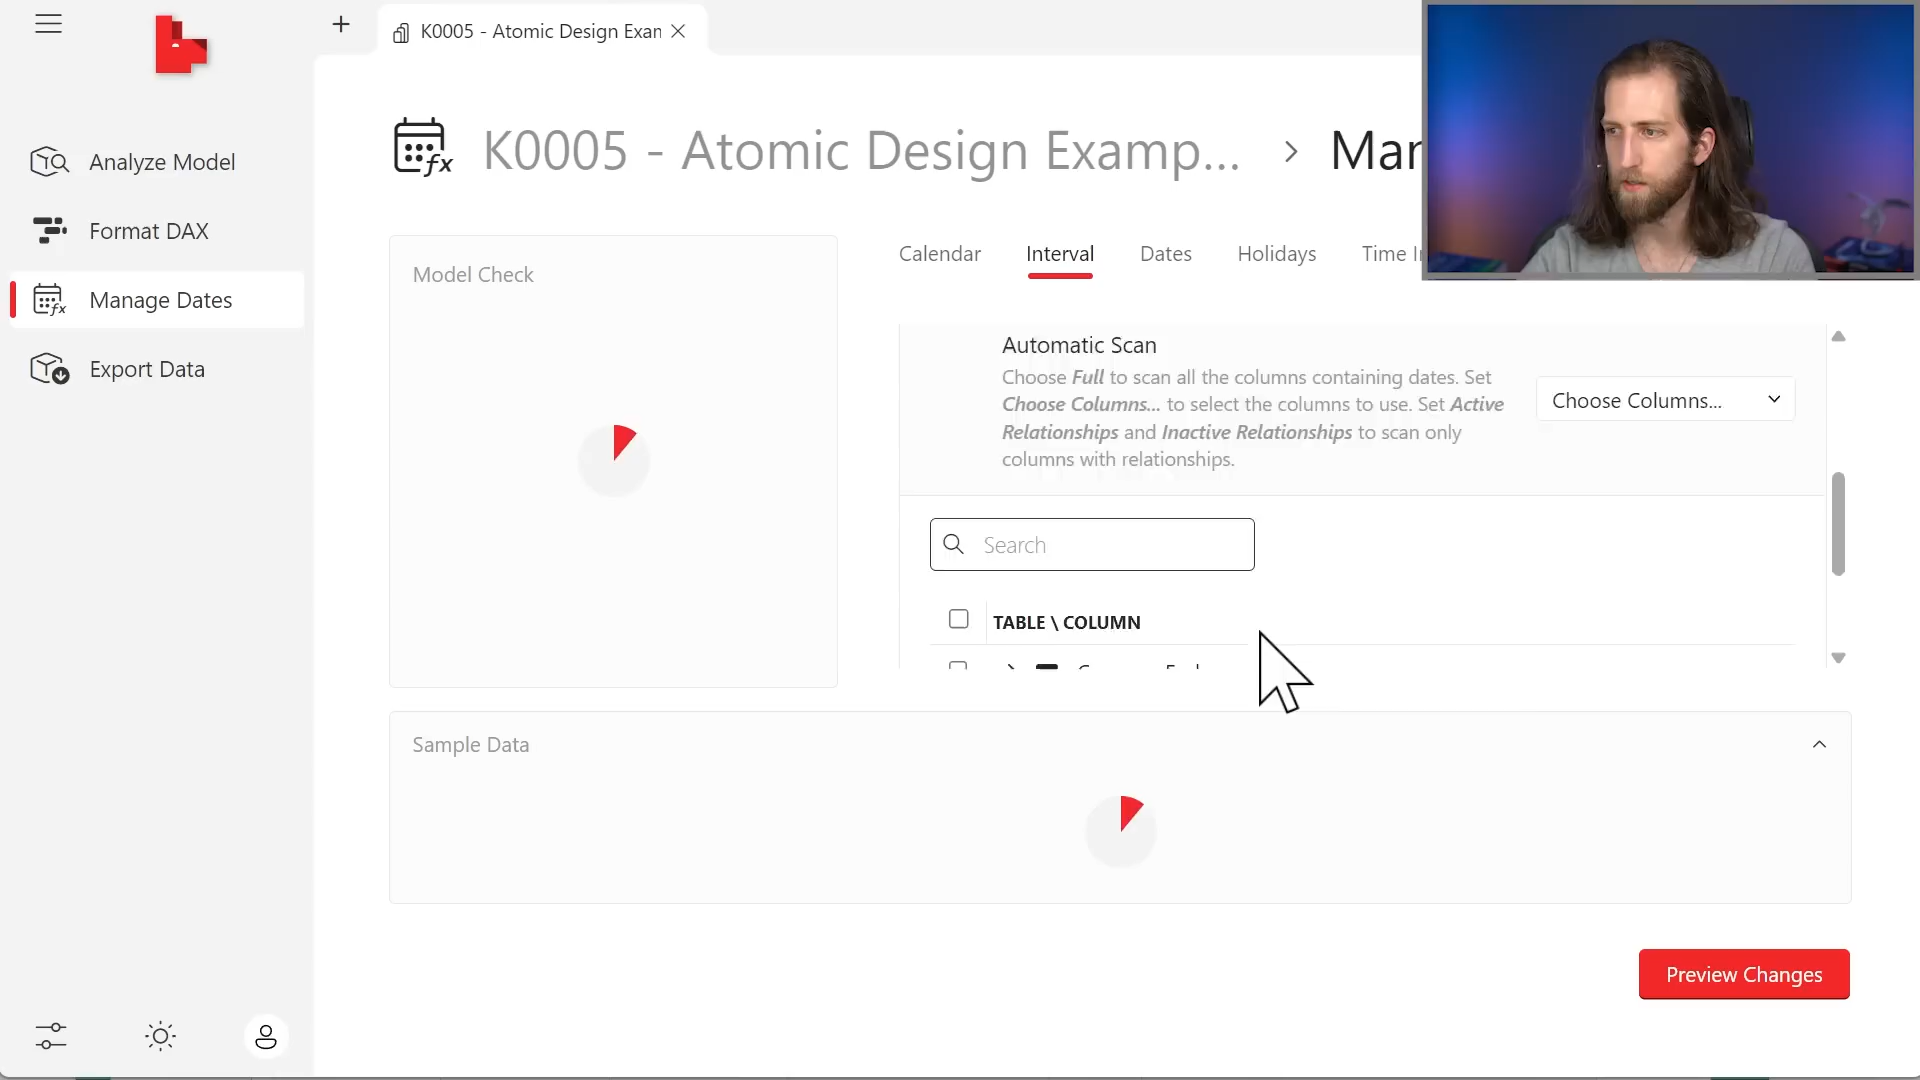 K0005 - Atomic Design Exan
K0005 - Atomic Design Examp... > Mar
Analyze Model
Format DAX
Manage Dates
Export Data
Model Check
Calendar
Interval
Dates
Holidays
Time I
Automatic Scan
Choose Full to scan all the columns containing dates. Set
Choose Columns... to select the columns to use. Set Active
Relationships and Inactive Relationships to scan only
columns with relationships.
Choose Columns...
Search
TABLE \ COLUMN
Sample Data
Preview Changes